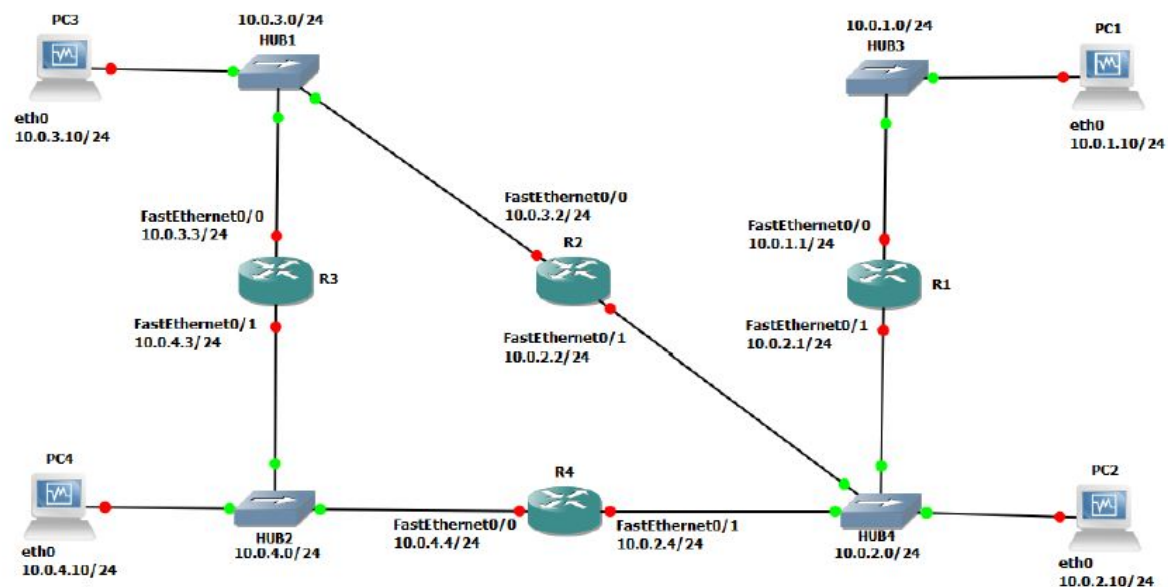 PC3
10.0.3.0/24
HUB1
eth0
10.0.3.10/24
10.0.1.0/24
HUB3
PC1
eth0
10.0.1.10/24
FastEthernet0/0
10.0.3.3/24
R3
FastEthernet0/1
10.0.4.3/24
FastEthernet0/0
10.0.3.2/24
R2
FastEthernet0/1
10.0.2.2/24
FastEthernet0/0
10.0.1.1/24
R1
FastEthernet0/1
10.0.2.1/24
PC4
eth0
10.0.4.10/24
HUB2
10.0.4.0/24
R4
FastEthernet0/0
10.0.4.4/24
FastEthernet0/1
10.0.2.4/24
HUB4
10.0.2.0/24
PC2
eth0
10.0.2.10/24